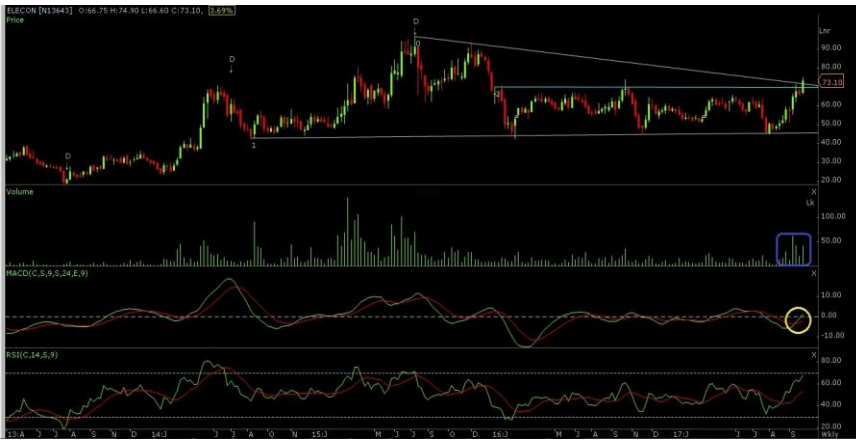 ELECON [N13643] O:66.75 H:74.90 L:66.60 C:73.10, 3.69%
Price
Lnr
D
D
D
0
1
2
90.00
80.00
73.10
60.00
50.00
40.00
30.00
20.00
Volume
X
Lk
100.00
50.00
MACD(C,S,9,S,24,E,9)
X
10.00
0.00
-10.00
RSI(C,14,S,9)
X
80.00
60.00
40.00
20.00
13:A J J A S N D 14:J J J A O N 15:J M J J S O D 16:J M J A S N D 17:J J J A S Wkly